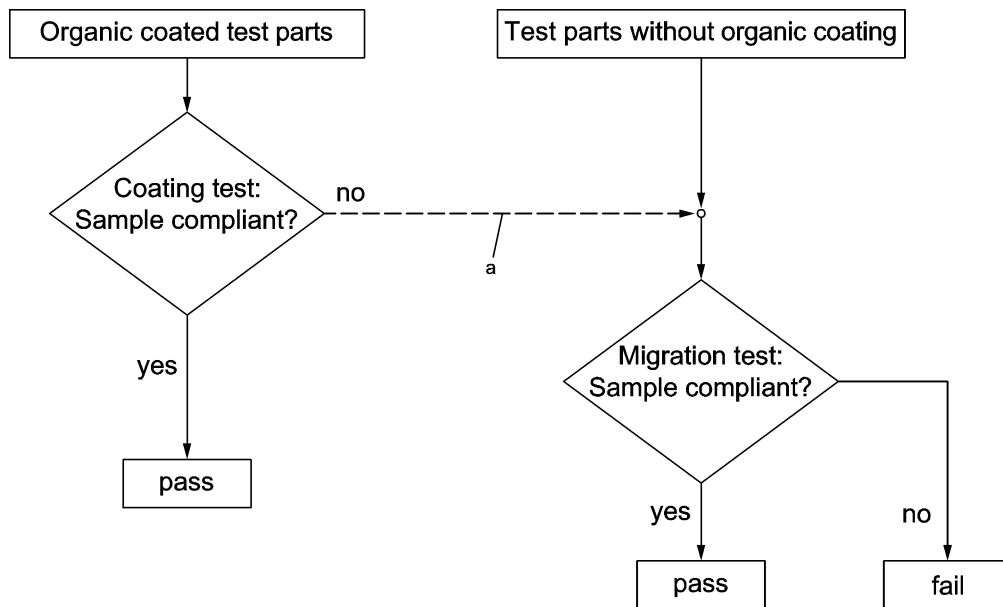 Organic coated test parts
Test parts without organic coating
Coating test:
Sample compliant?
no
a
yes
Migration test:
Sample compliant?
pass
yes
no
pass
fail